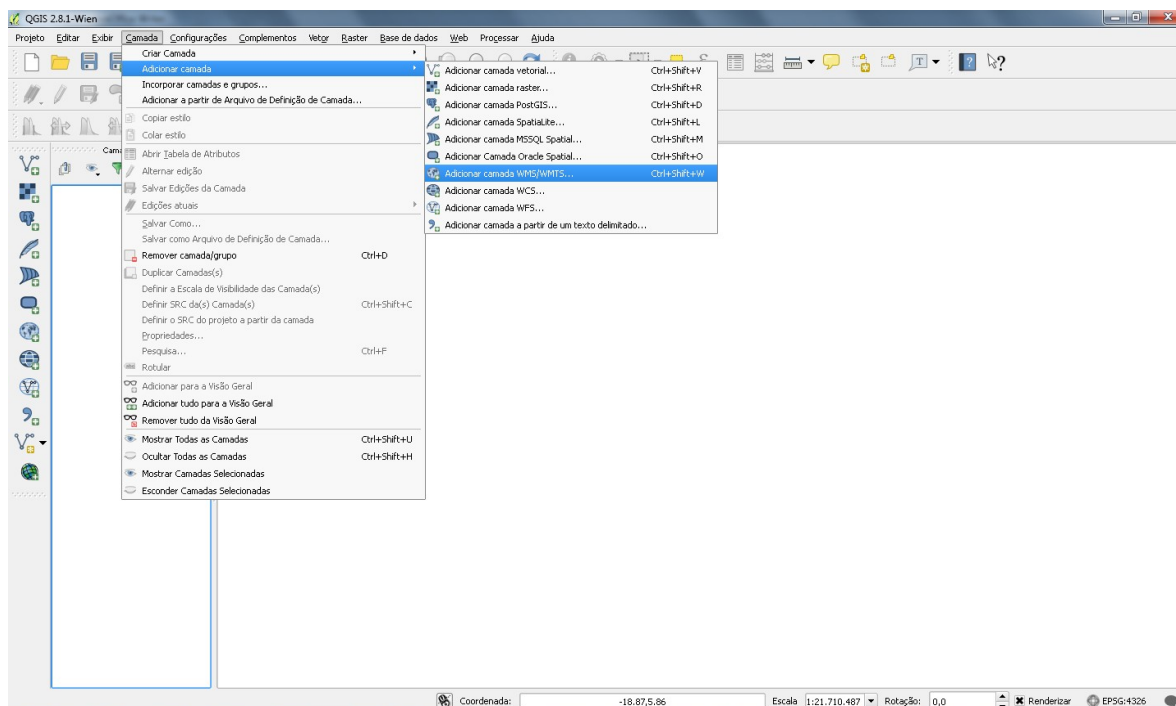 QGIS 2.8.1-Wien
Projeto Editar Exibir Camada Configurações Complementos Vetor Raster Base de dados Web Processar Ajuda
Criar Camada
Adicionar camada
Incorporar camadas e grupos...
Adicionar a partir de Arquivo de Definição de Camada...
Copiar estilo
Colar estilo
Abrir Tabela de Atributos
Alternar edição
Salvar Edições da Camada
Edições atuais
Salvar Como...
Salvar como Arquivo de Definição de Camada...
Remover camada/grupo Ctrl+D
Duplicar Camadas(s)
Definir a Escala de Visibilidade das Camada(s)
Definir SRC da(s) Camada(s) Ctrl+Shift+C
Definir o SRC do projeto a partir da camada
Propriedades...
Pesquisa... Ctrl+F
Rotular
Adicionar para a Visão Geral
Adicionar tudo para a Visão Geral
Remover tudo da Visão Geral
Mostrar Todas as Camadas Ctrl+Shift+U
Ocultar Todas as Camadas Ctrl+Shift+H
Mostrar Camadas Selecionadas
Esconder Camadas Selecionadas
Adicionar camada vetorial... Ctrl+Shift+V
Adicionar camada raster... Ctrl+Shift+R
Adicionar camada PostGIS... Ctrl+Shift+D
Adicionar camada SpatiaLite... Ctrl+Shift+L
Adicionar camada MSSQL Spatial... Ctrl+Shift+M
Adicionar Camada Oracle Spatial... Ctrl+Shift+O
Adicionar camada WMS/WMTS... Ctrl+Shift+W
Adicionar camada WCS...
Adicionar camada WFS...
Adicionar camada a partir de um texto delimitado...
Coordenada: -18.87,5.86 Escala 1:21.710.487 Rotação: 0,0 Renderizar EPSG:4326